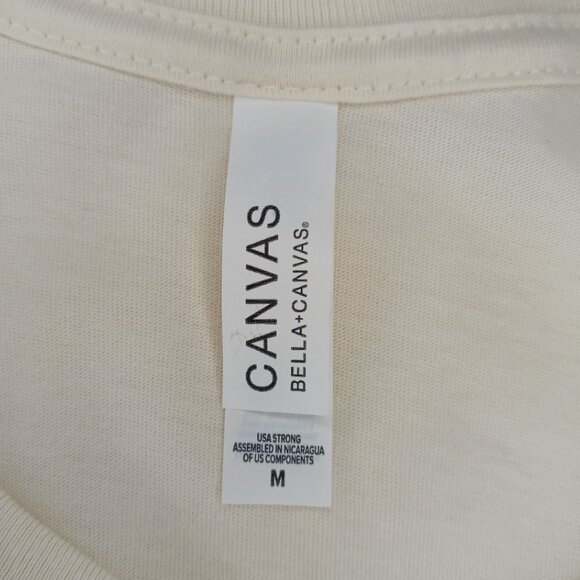 CANVAS
BELLA+CANVAS®
USA STRONG
ASSEMBLED IN NICARAGUA
OF US COMPONENTS
M